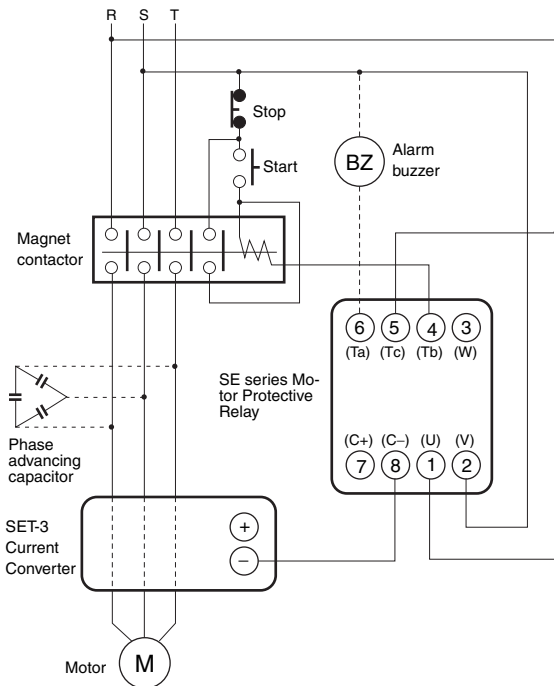 R S T
Stop
Start
BZ
Alarm
buzzer
Magnet
contactor
6 5 4 3
(Ta) (Tc) (Tb) (W)
SE series Mo-
tor Protective
Relay
(C+) (C−) (U) (V)
7 8 1 2
Phase
advancing
capacitor
SET-3
Current
Converter
+
−
Motor
M